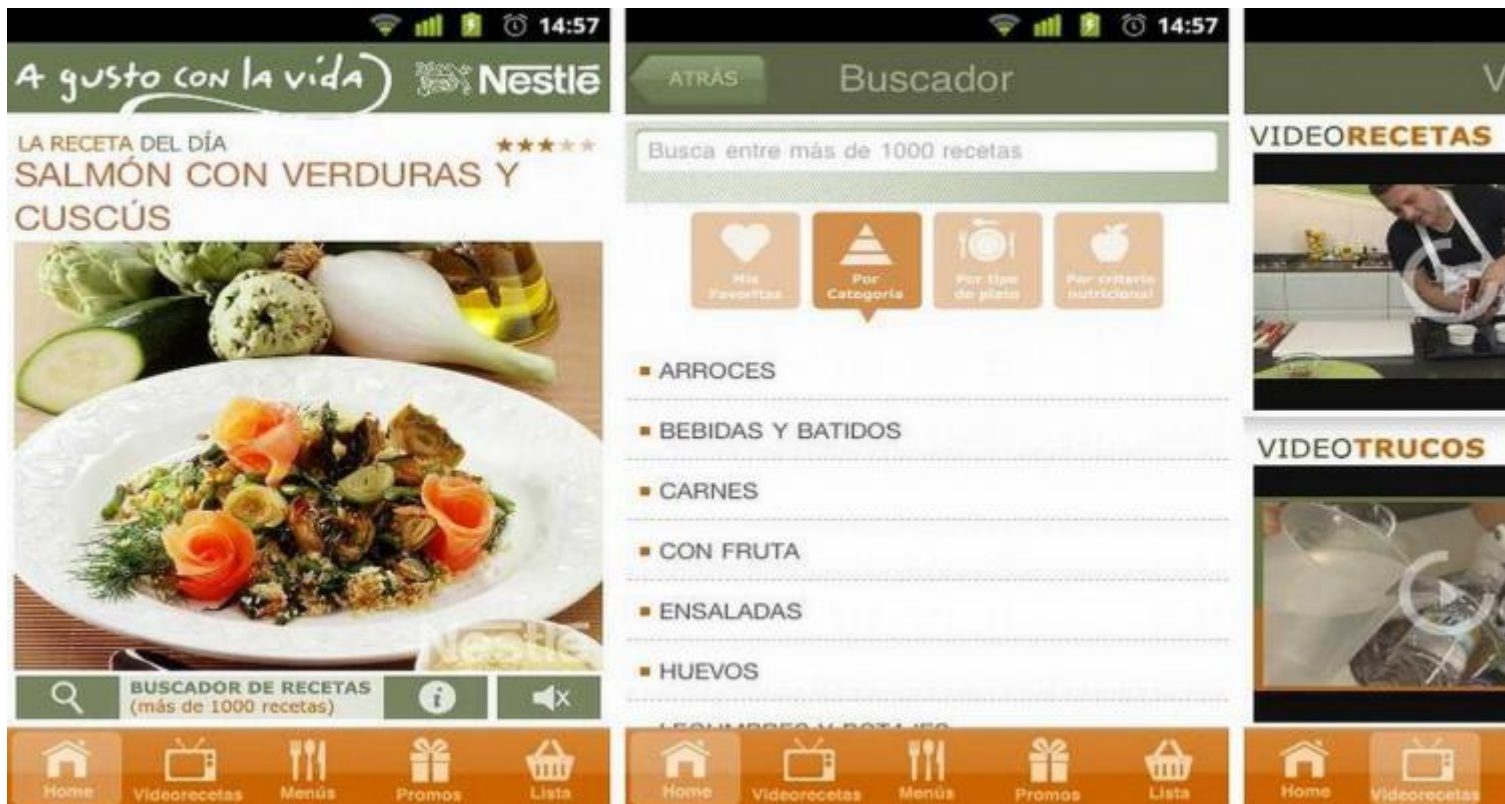 14:57
A gusto con la vida
Nestlé
LA RECETA DEL DÍA
SALMÓN CON VERDURAS Y
CUSCÚS
Nestlé
BUSCADOR DE RECETAS
(más de 1000 recetas)
Home
Videorecetas
Menús
Promos
Lista
14:57
ATRÁS
Buscador
Busca entre más de 1000 recetas
Mis
Favoritas
Por
Categoría
Por tipo
de plato
Por criterio
nutricional
ARROCES
BEBIDAS Y BATIDOS
CARNES
CON FRUTA
ENSALADAS
HUEVOS
LEGUMBRES Y POTAJES
Home
Videorecetas
Menús
Promos
Lista
V
VIDEORECETAS
VIDEOTRUCOS
Home
Videorecetas